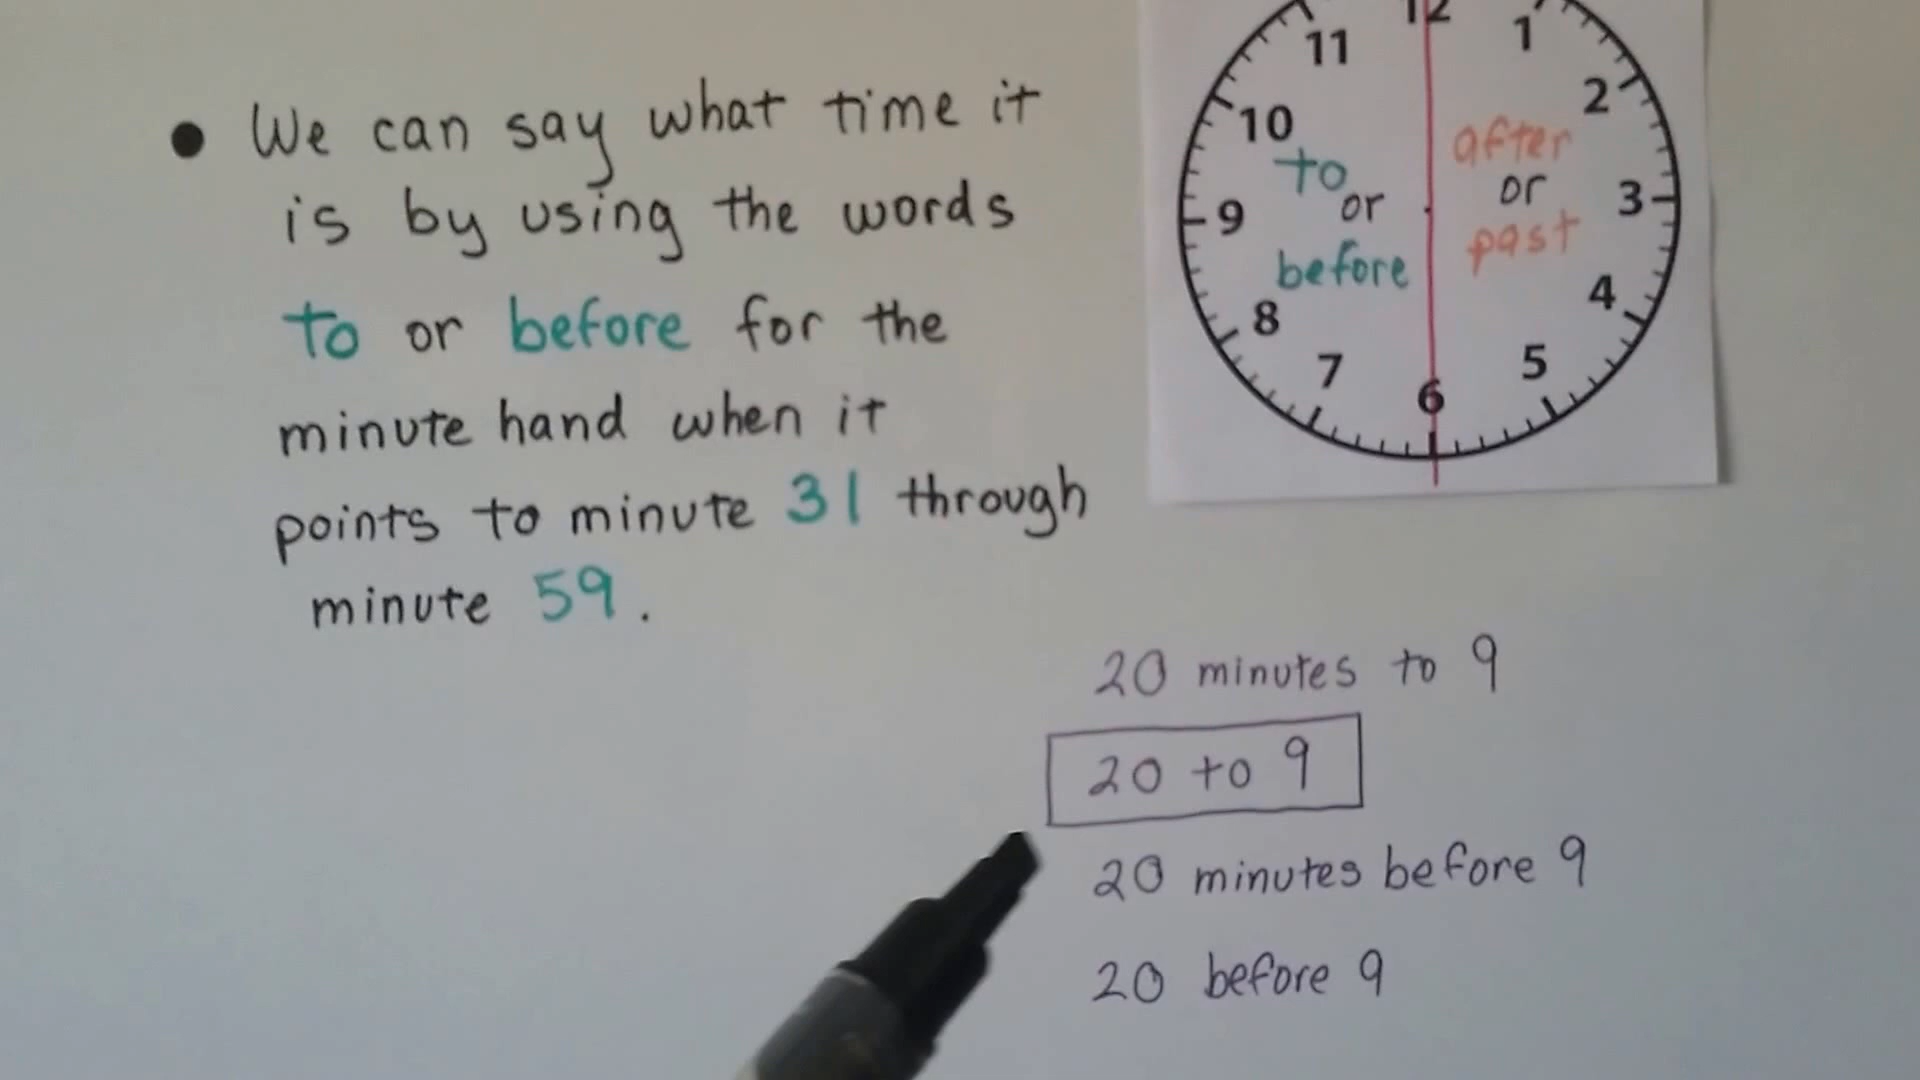 ● We can say what time it
is by using the words
to or before for the
minute hand when it
points to minute 31 through
minute 59.
12
11
1
10
2
to
or
before
after
or
past
9
3
8
4
7
5
6
20 minutes to 9
20 to 9
20 minutes before 9
20 before 9